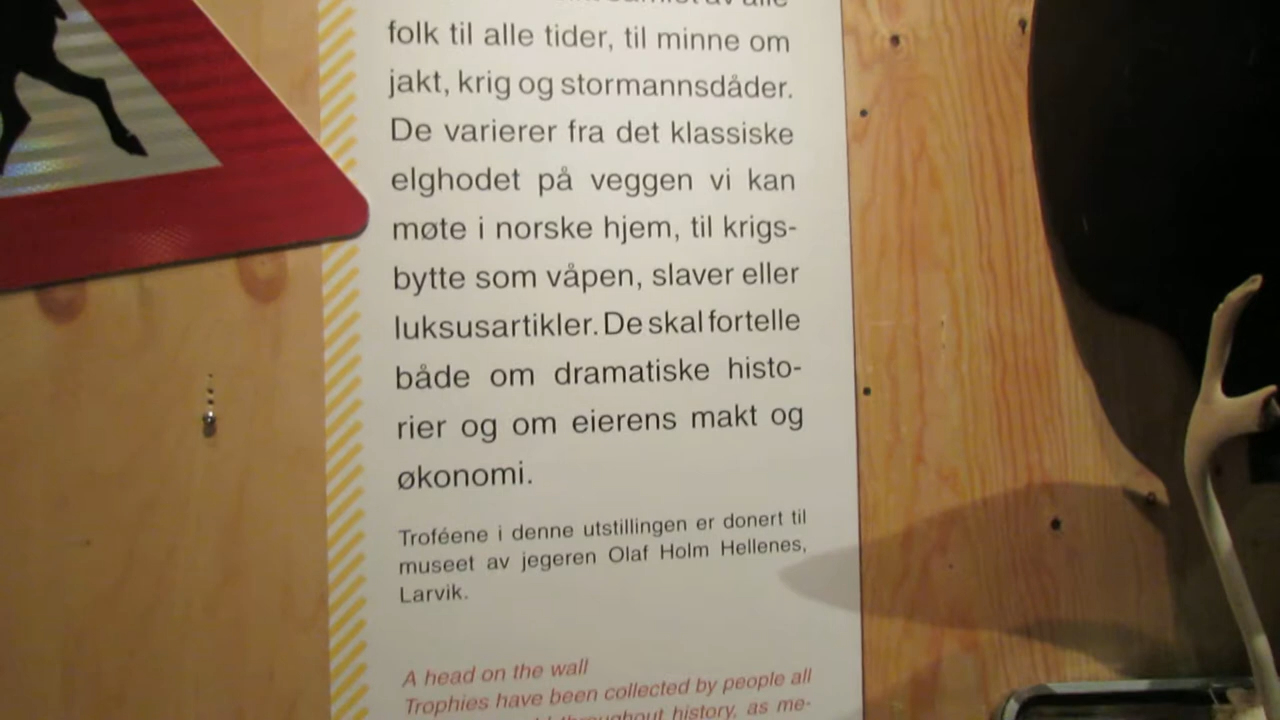 av alle
folk til alle tider, til minne om
jakt, krig og stormannsdåder.
De varierer fra det klassiske
elghodet på veggen vi kan
møte i norske hjem, til krigs-
bytte som våpen, slaver eller
luksusartikler. De skal fortelle
både om dramatiske histo-
rier og om eierens makt og
økonomi.
Troféene i denne utstillingen er donert til
museet av jegeren Olaf Holm Hellenes,
Larvik.
A head on the wall
Trophies have been collected by people all
throughout history, as me-